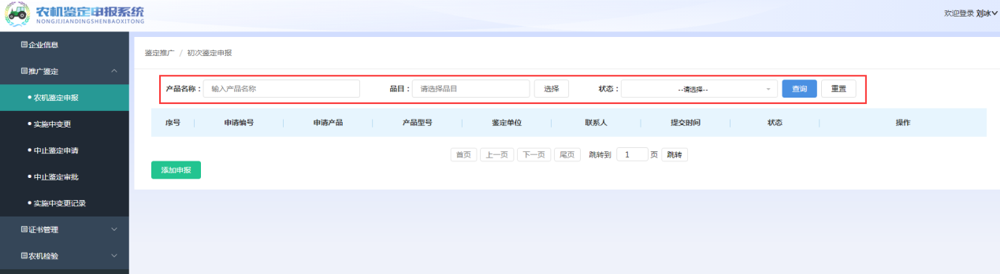 农机鉴定申报系统
NONGJIJIANDINGSHENBAOXITONG
欢迎登录 刘冰
企业信息
推广鉴定
农机鉴定申报
实施中变更
中止鉴定申请
中止鉴定审批
实施中变更记录
证书管理
农机检验
鉴定推广 / 初次鉴定申报
产品名称： 输入产品名称 品目： 请选择品目 选择 状态： --请选择-- 查询 重置
序号 申请编号 申请产品 产品型号 鉴定单位 联系人 提交时间 状态 操作
首页 上一页 下一页 尾页 跳转到 1 页 跳转
添加申报